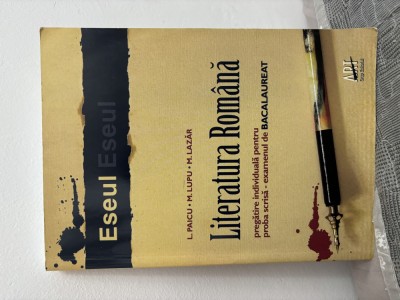 Eseul Eseul
L. PAICU • M. LUPU • M. LAZĂR
Literatura Română
pregătire individuală pentru
proba scrisă - examenul de BACALAUREAT
ART